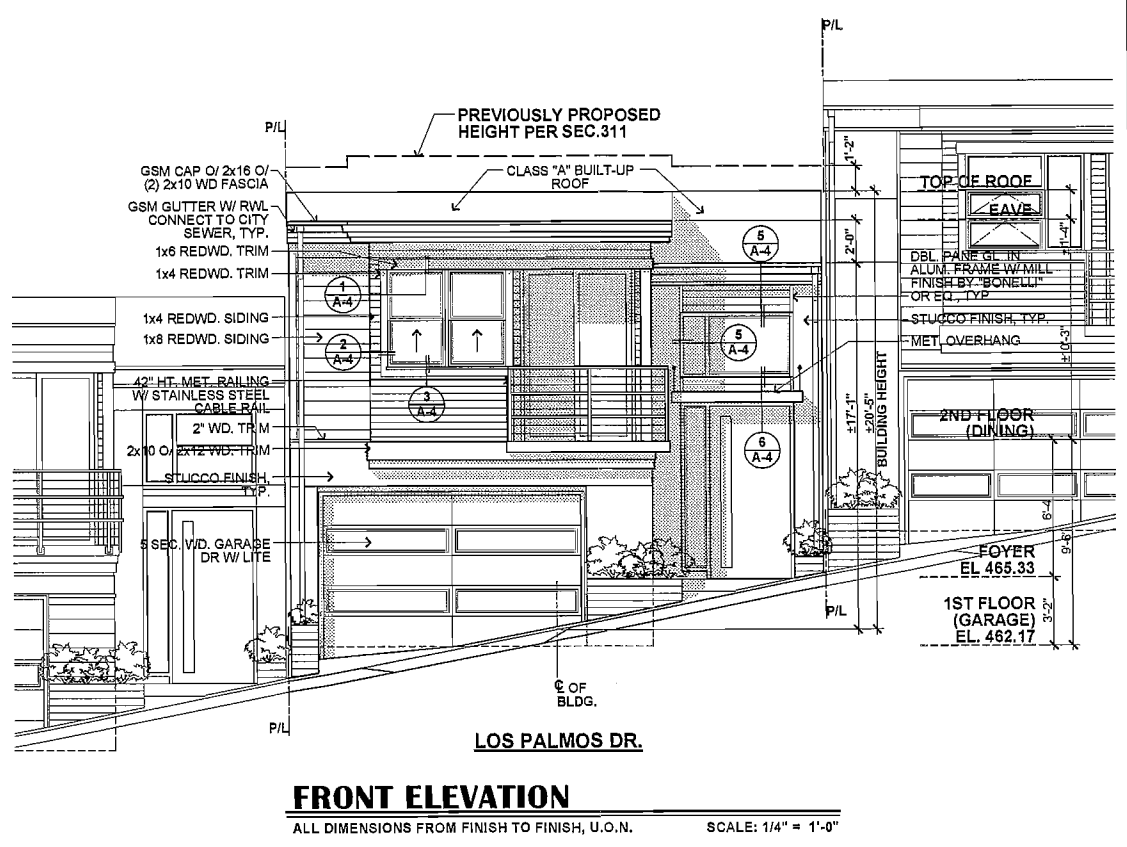 P/L
PREVIOUSLY PROPOSED
HEIGHT PER SEC.311
P/L
GSM CAP O/ 2x16 O/
(2) 2x10 WD FASCIA
CLASS "A" BUILT-UP
ROOF
1'-2"
TOP OF ROOF
GSM GUTTER W/ RWL
CONNECT TO CITY
SEWER, TYP.
EAVE
5
A-4
2'-0"
1'-4"
1x6 REDWD. TRIM
1x4 REDWD. TRIM
DBL. PANE GL. IN
ALUM. FRAME W/ MILL
FINISH BY "BONELLI"
OR EQ., TYP
1
A-4
1x4 REDWD. SIDING
STUCCO FINISH, TYP.
1x8 REDWD. SIDING
2
A-4
5
A-4
MET. OVERHANG
42" HT. MET. RAILING
W/ STAINLESS STEEL
CABLE RAIL
3
A-4
±17'-1"
±20'-5"
BUILDING HEIGHT
2ND FLOOR
(DINING)
2" WD. TRIM
2x10 O/ 2x12 WD. TRIM
6
A-4
STUCCO FINISH,
TYP.
6'-4
9'-6"
5 SEC. WD. GARAGE
DR W/ LITE
FOYER
EL 465.33
P/L
1ST FLOOR
(GARAGE)
EL. 462.17
3'-2"
℄ OF
BLDG.
P/L
LOS PALMOS DR.
FRONT ELEVATION
ALL DIMENSIONS FROM FINISH TO FINISH, U.O.N.
SCALE: 1/4" = 1'-0"